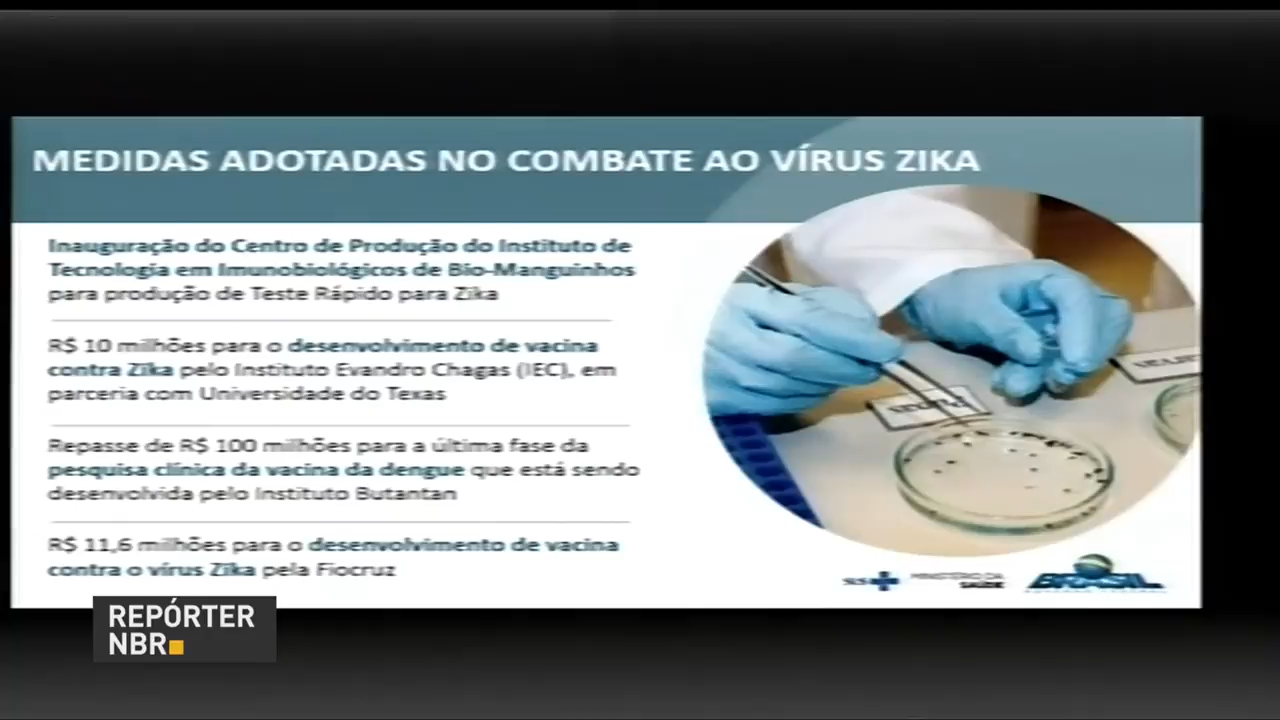 MEDIDAS ADOTADAS NO COMBATE AO VÍRUS ZIKA
Inauguração do Centro de Produção do Instituto de
Tecnologia em Imunobiológicos de Bio-Manguinhos
para produção de Teste Rápido para Zika
R$ 10 milhões para o desenvolvimento de vacina
contra Zika pelo Instituto Evandro Chagas (IEC), em
parceria com Universidade do Texas
Repasse de R$ 100 milhões para a última fase da
pesquisa clínica da vacina da dengue que está sendo
desenvolvida pelo Instituto Butantan
R$ 11,6 milhões para o desenvolvimento de vacina
contra o vírus Zika pela Fiocruz
MINISTÉRIO DA
SAÚDE
BRASIL
REPÓRTER
NBR